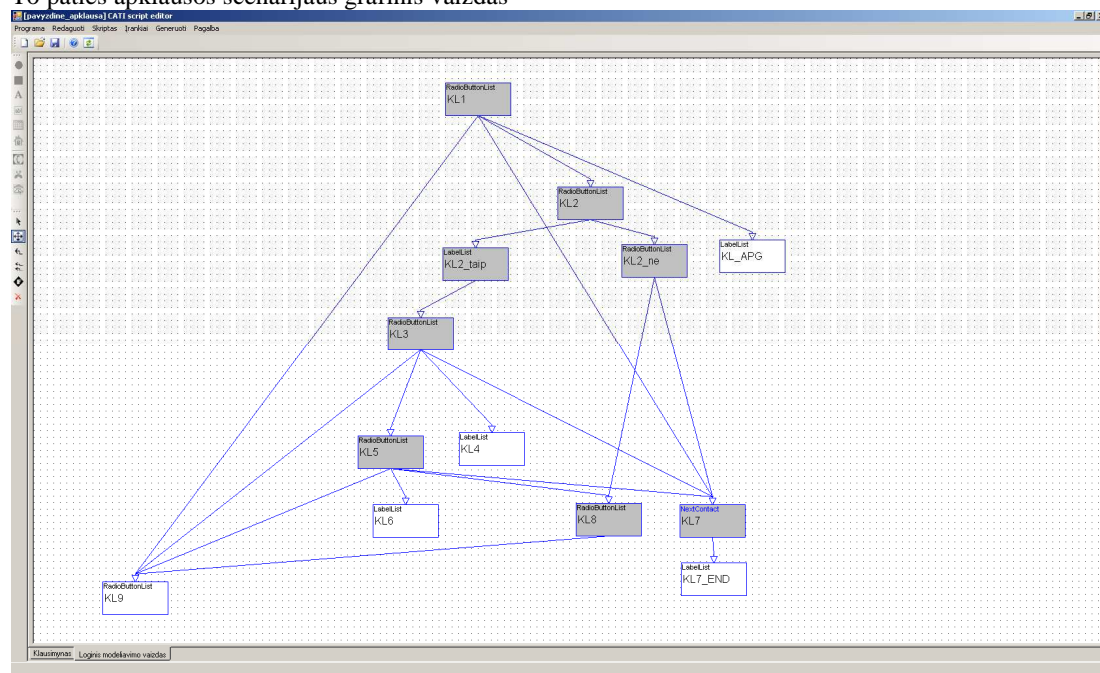 To paties apklausos scenarijaus grafinis vaizdas
[pavyzdine_apklausa] CATI script editor
Programa Redaguoti Skriptas Įrankiai Generuoti Pagalba
RadioButtonList
KL1
RadioButtonList
KL2
LabelList
KL2_taip
RadioButtonList
KL2_ne
LabelList
KL_APG
RadioButtonList
KL3
RadioButtonList
KL5
LabelList
KL4
LabelList
KL6
RadioButtonList
KL8
NextContact
KL7
LabelList
KL7_END
RadioButtonList
KL9
Klausimynas Loginis modeliavimo vaizdas